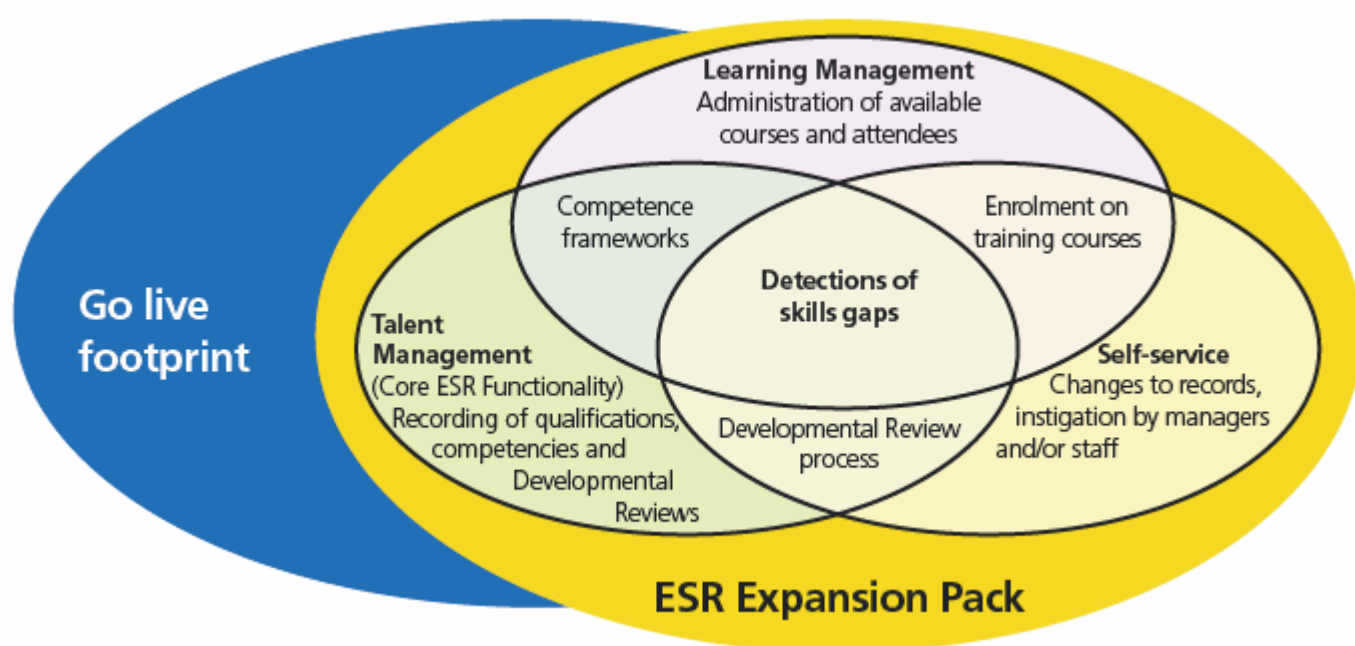 Learning Management
Administration of available
courses and attendees
Competence
frameworks
Enrolment on
training courses
Detections of
skills gaps
Go live
footprint
Talent
Management
(Core ESR Functionality)
Recording of qualifications,
competencies and
Developmental
Reviews
Self-service
Changes to records,
instigation by managers
and/or staff
Developmental Review
process
ESR Expansion Pack